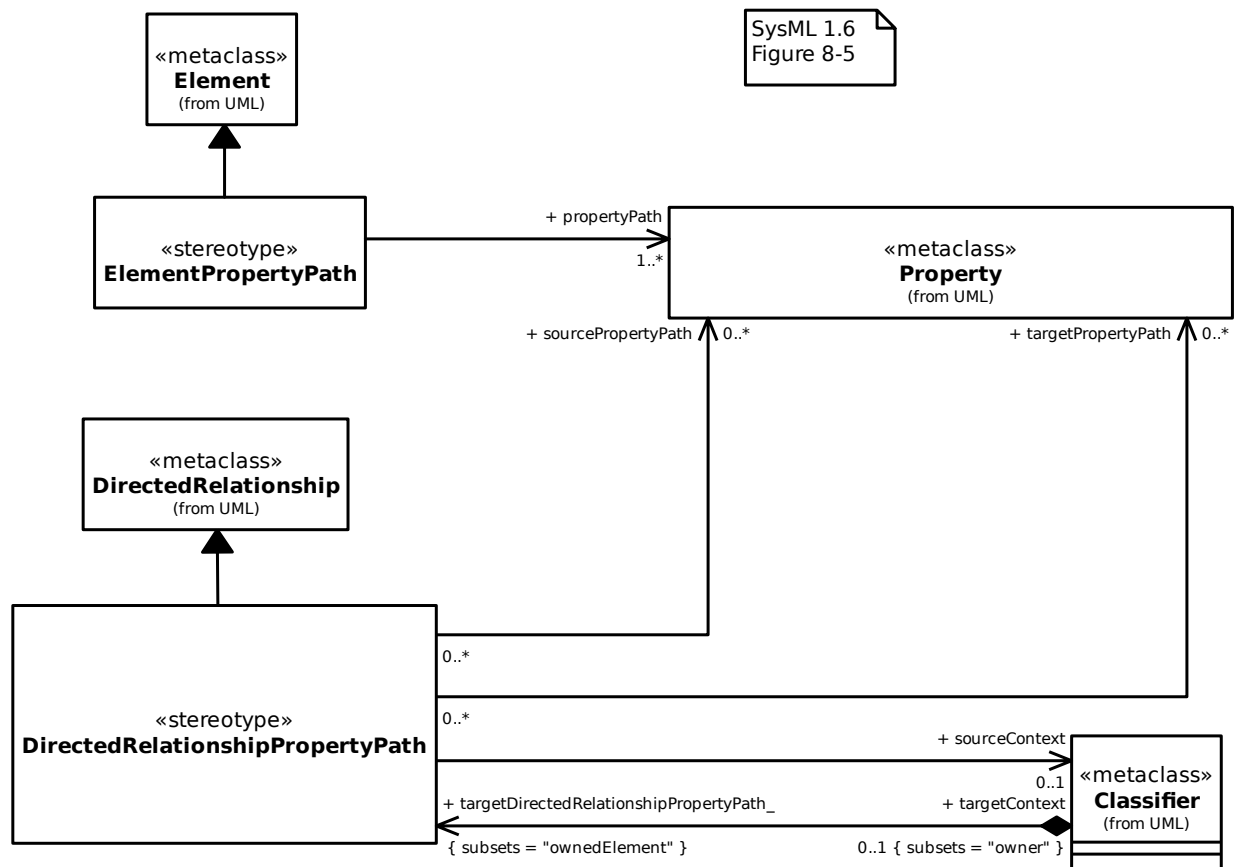 «metaclass»
Element
(from UML)
SysML 1.6
Figure 8-5
«stereotype»
ElementPropertyPath
+ propertyPath
1..*
«metaclass»
Property
(from UML)
+ sourcePropertyPath
0..*
+ targetPropertyPath
0..*
«metaclass»
DirectedRelationship
(from UML)
«stereotype»
DirectedRelationshipPropertyPath
0..*
0..*
+ sourceContext
0..1
+ targetDirectedRelationshipPropertyPath_
{ subsets = "ownedElement" }
+ targetContext
0..1 { subsets = "owner" }
«metaclass»
Classifier
(from UML)